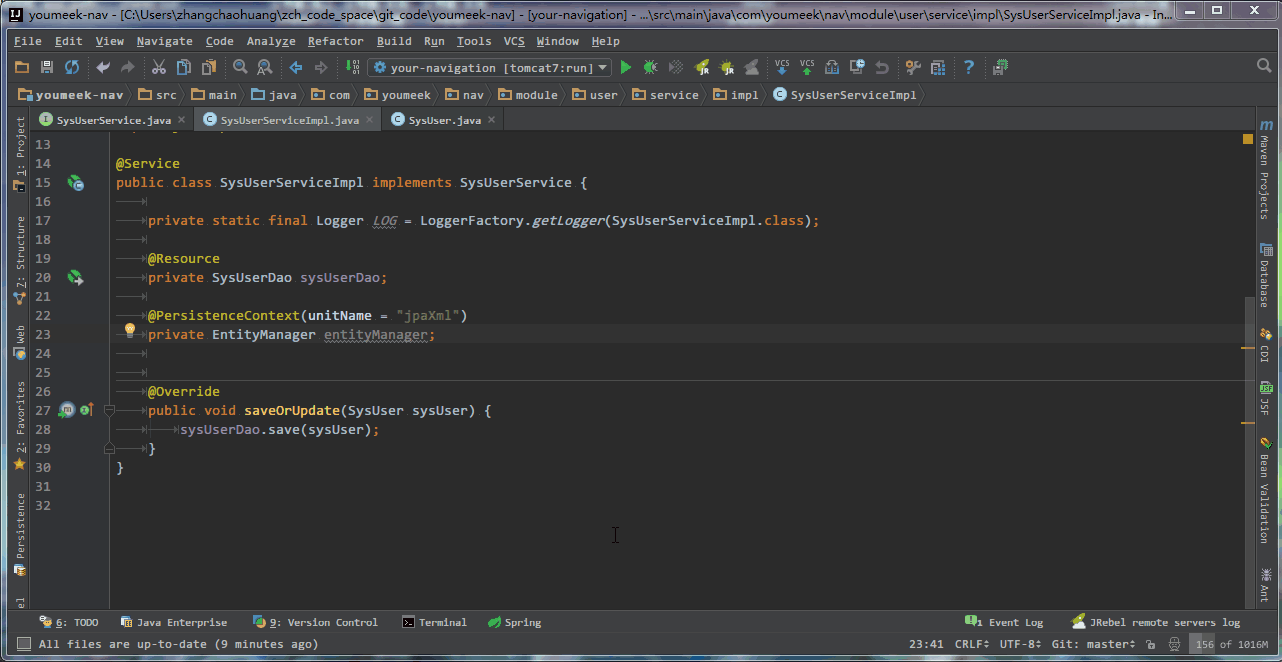 youmeek-nav - [C:\Users\zhangchaohuang\zch_code_space\git_code\youmeek-nav] - [your-navigation] - ...\src\main\java\com\youmeek\nav\module\user\service\impl\SysUserServiceImpl.java - In...
File Edit View Navigate Code Analyze Refactor Build Run Tools VCS Window Help
your-navigation [tomcat7:run] JR JR VCS VCS ?
youmeek-nav src main java com youmeek nav module user service impl SysUserServiceImpl
SysUserService.java SysUserServiceImpl.java SysUser.java
1: Project
7: Structure
Web
2: Favorites
Persistence
el
13
14 @Service
15 public class SysUserServiceImpl implements SysUserService {
16
17 private static final Logger LOG = LoggerFactory.getLogger(SysUserServiceImpl.class);
18
19 @Resource
20 private SysUserDao sysUserDao;
21
22 @PersistenceContext(unitName = "jpaXml")
23 private EntityManager entityManager;
24
25
26 @Override
27 public void saveOrUpdate(SysUser sysUser) {
28 sysUserDao.save(sysUser);
29 }
30 }
31
32
Maven Projects
Database
CDI
JSF
Bean Validation
Ant
6: TODO Java Enterprise 9: Version Control Terminal Spring 1 Event Log JRebel remote servers log
All files are up-to-date (9 minutes ago) 23:41 CRLF UTF-8 Git: master 156 of 1016M